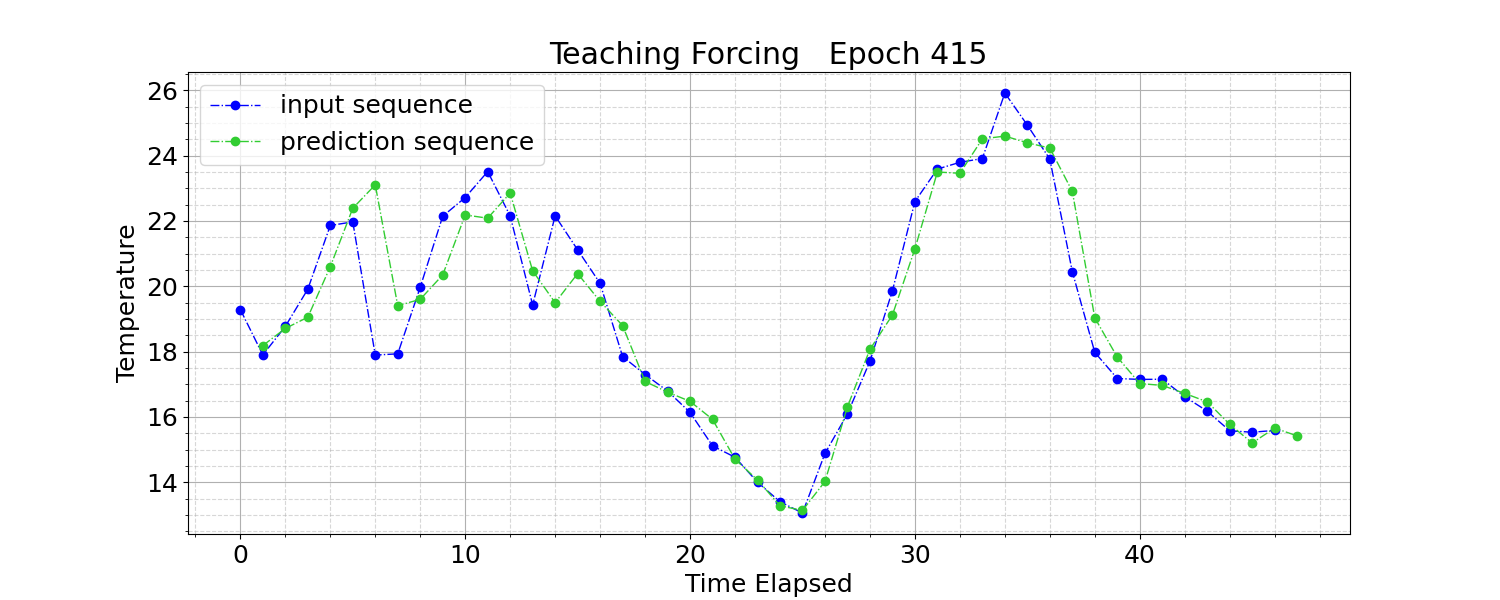 Teaching Forcing   Epoch 415
input sequence
prediction sequence
Temperature
26
24
22
20
18
16
14
0 10 20 30 40
Time Elapsed